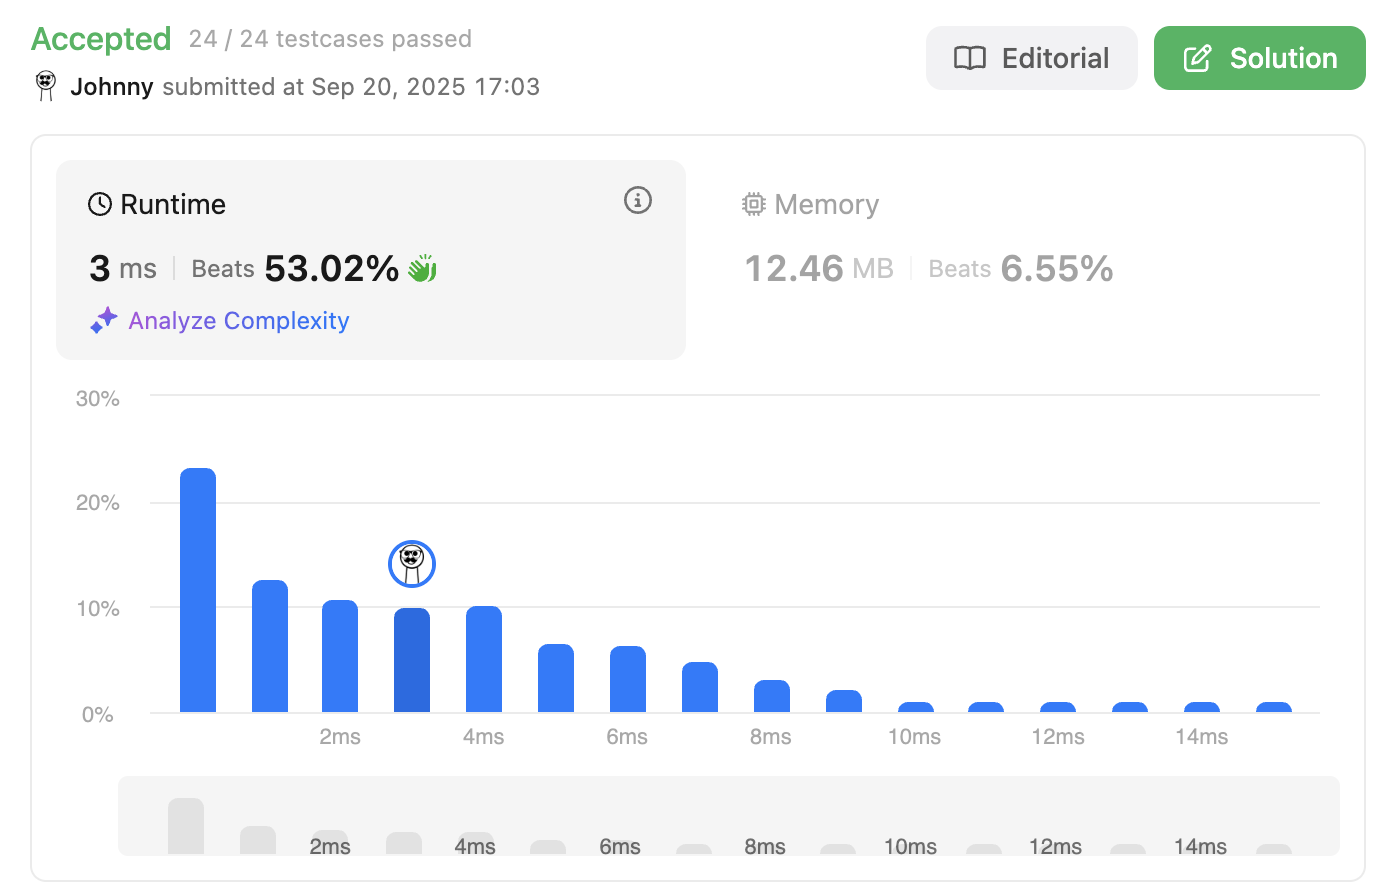 Accepted 24 / 24 testcases passed
Johnny submitted at Sep 20, 2025 17:03
Editorial
Solution
Runtime
3 ms Beats 53.02%
Analyze Complexity
Memory
12.46 MB Beats 6.55%
30%
20%
10%
0%
2ms 4ms 6ms 8ms 10ms 12ms 14ms
2ms 4ms 6ms 8ms 10ms 12ms 14ms